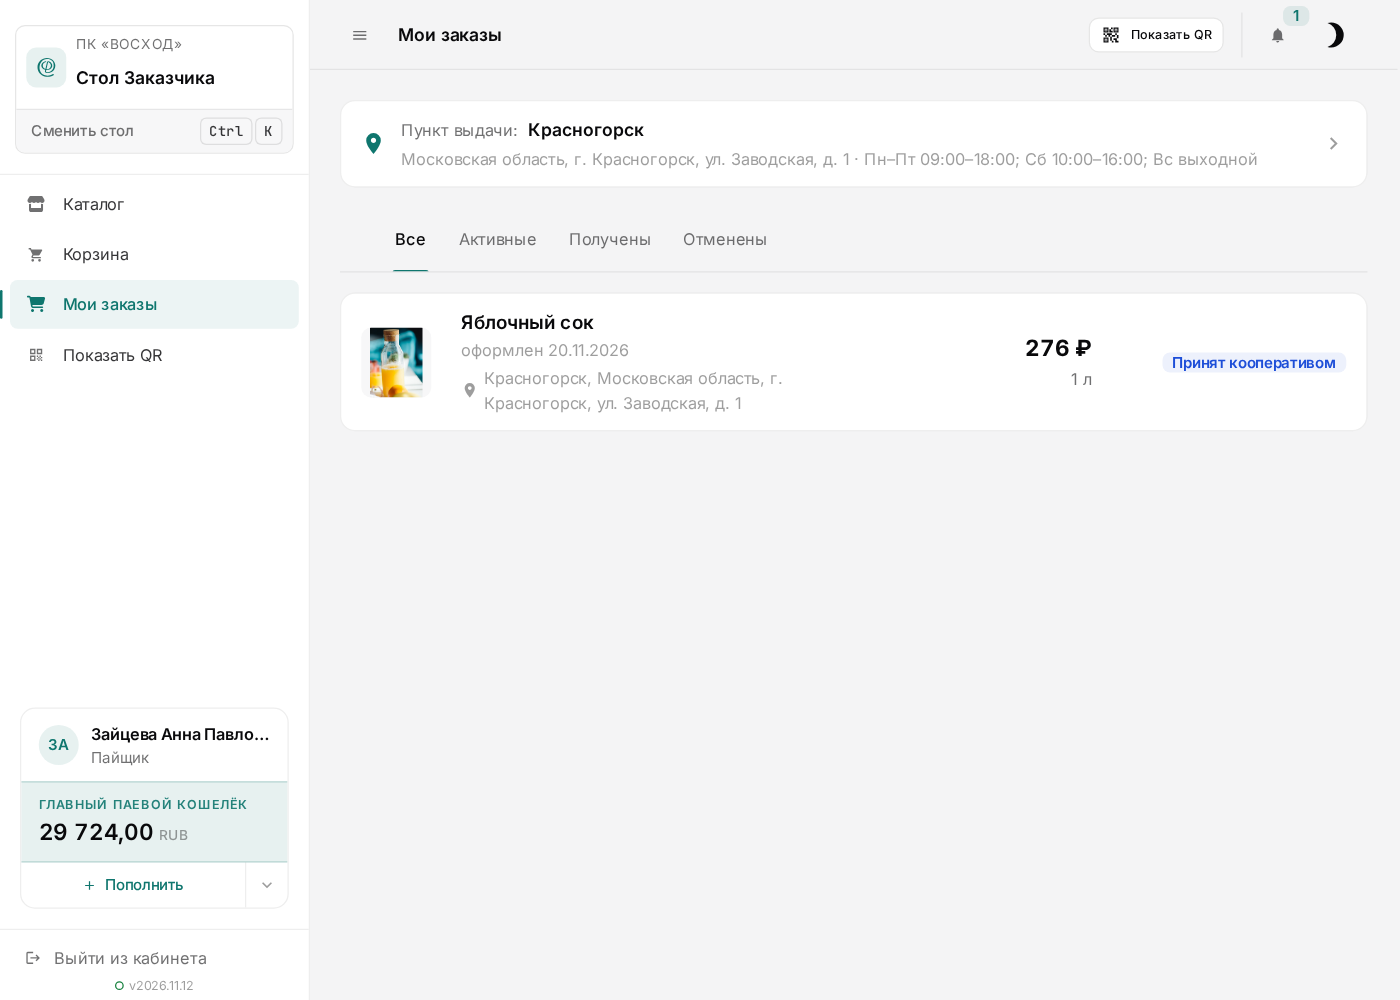 ПК «ВОСХОД»
Стол Заказчика
Сменить стол
Ctrl K
Каталог
Корзина
Мои заказы
Показать QR
ЗА
Зайцева Анна Павло...
Пайщик
ГЛАВНЫЙ ПАЕВОЙ КОШЕЛЁК
29 724,00 RUB
+ Пополнить
Выйти из кабинета
v2026.11.12
Мои заказы
Показать QR
1
Пункт выдачи: Красногорск
Московская область, г. Красногорск, ул. Заводская, д. 1 · Пн–Пт 09:00–18:00; Сб 10:00–16:00; Вс выходной
Все Активные Получены Отменены
Яблочный сок
оформлен 20.11.2026
Красногорск, Московская область, г.
Красногорск, ул. Заводская, д. 1
276 ₽
1 л
Принят кооперативом